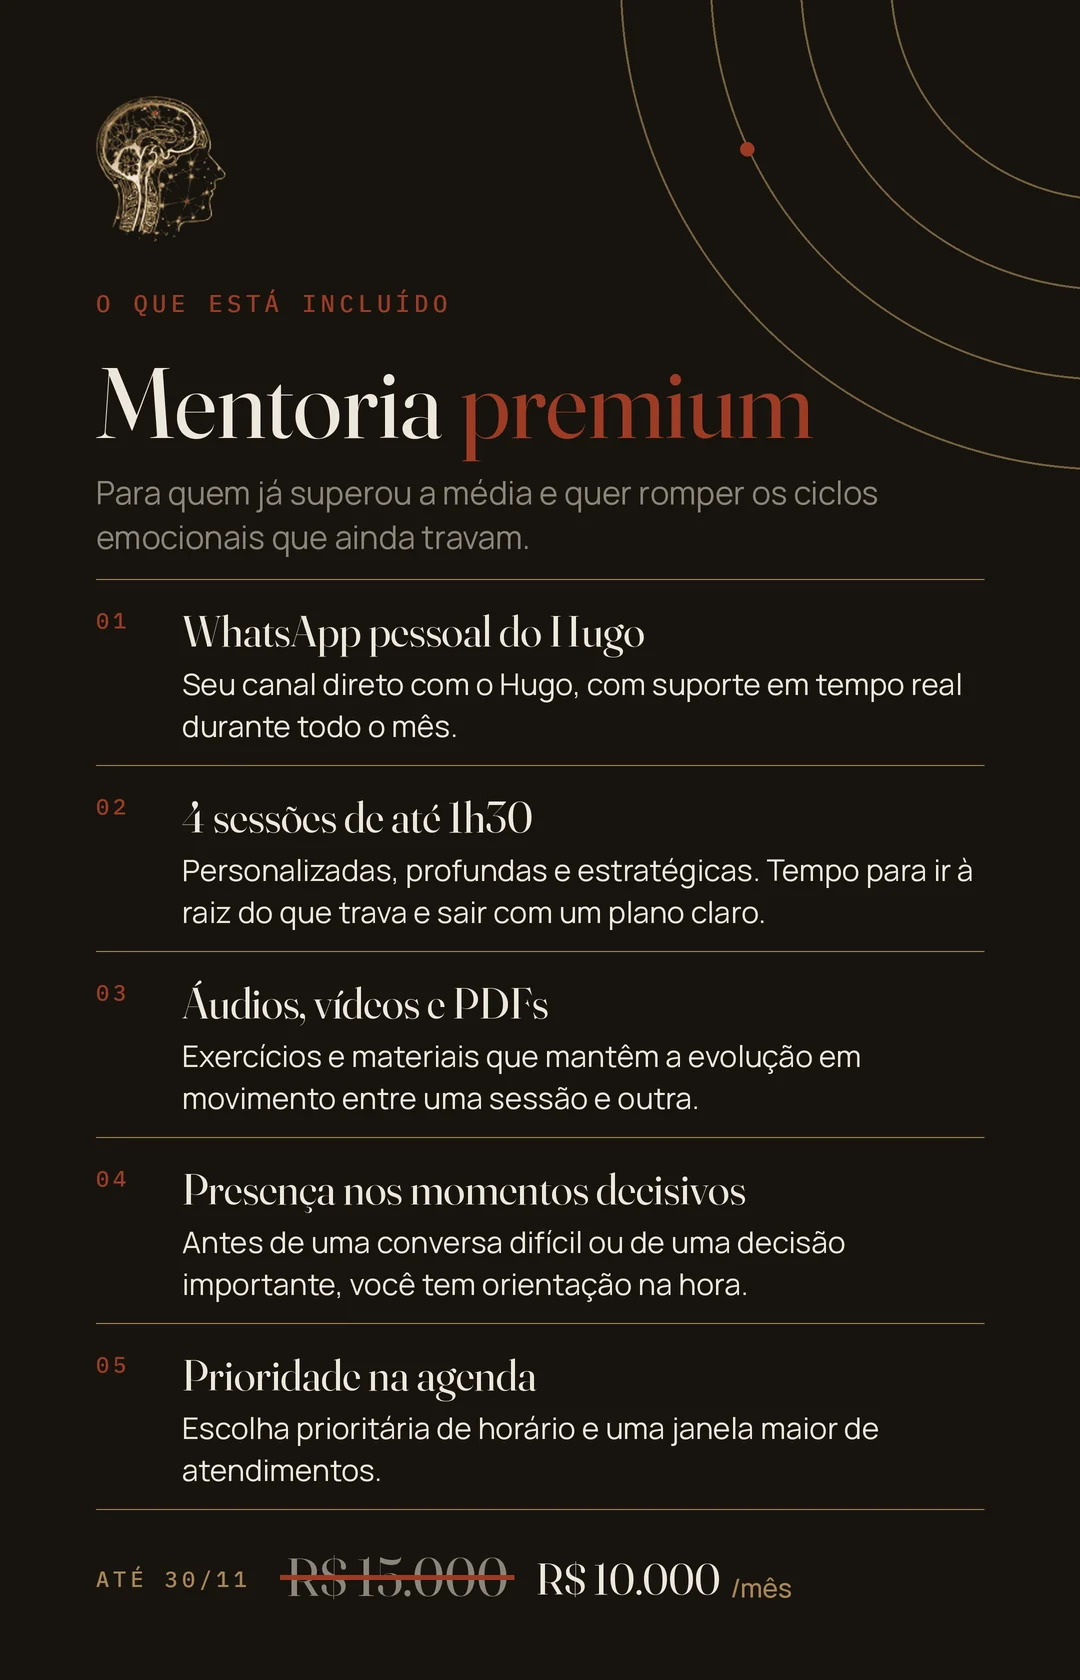 O QUE ESTÁ INCLUÍDO
Mentoria premium
Para quem já superou a média e quer romper os ciclos
emocionais que ainda travam.
01
WhatsApp pessoal do Hugo
Seu canal direto com o Hugo, com suporte em tempo real
durante todo o mês.
02
4 sessões de até 1h30
Personalizadas, profundas e estratégicas. Tempo para ir à
raiz do que trava e sair com um plano claro.
03
Áudios, vídeos e PDFs
Exercícios e materiais que mantêm a evolução em
movimento entre uma sessão e outra.
04
Presença nos momentos decisivos
Antes de uma conversa difícil ou de uma decisão
importante, você tem orientação na hora.
05
Prioridade na agenda
Escolha prioritária de horário e uma janela maior de
atendimentos.
ATÉ 30/11 R$ 15.000 R$ 10.000 /mês